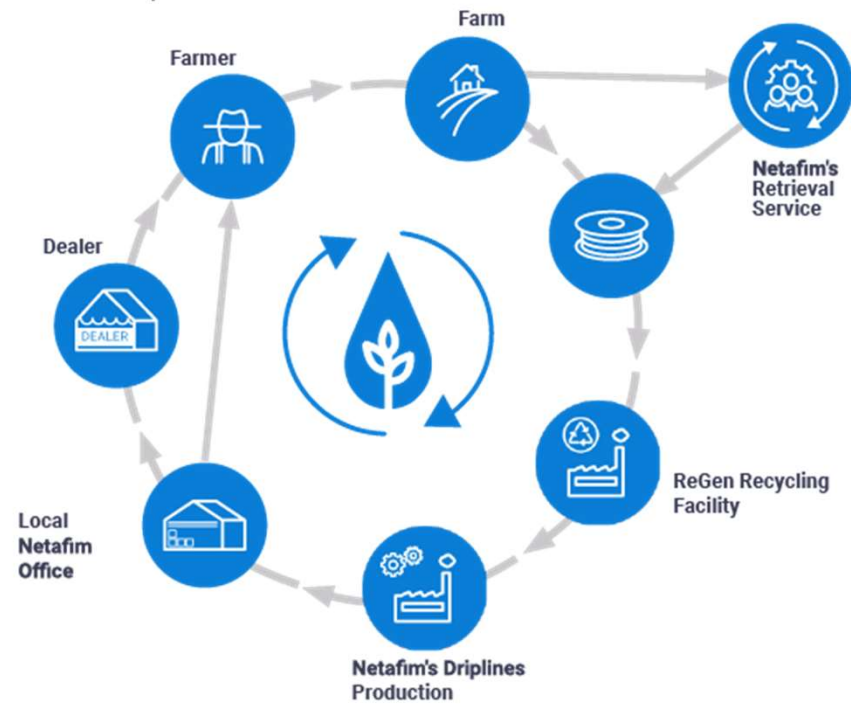 Farm
Farmer
Netafim's
Retrieval
Service
Dealer
DEALER
ReGen Recycling
Facility
Local
Netafim
Office
Netafim's Driplines
Production